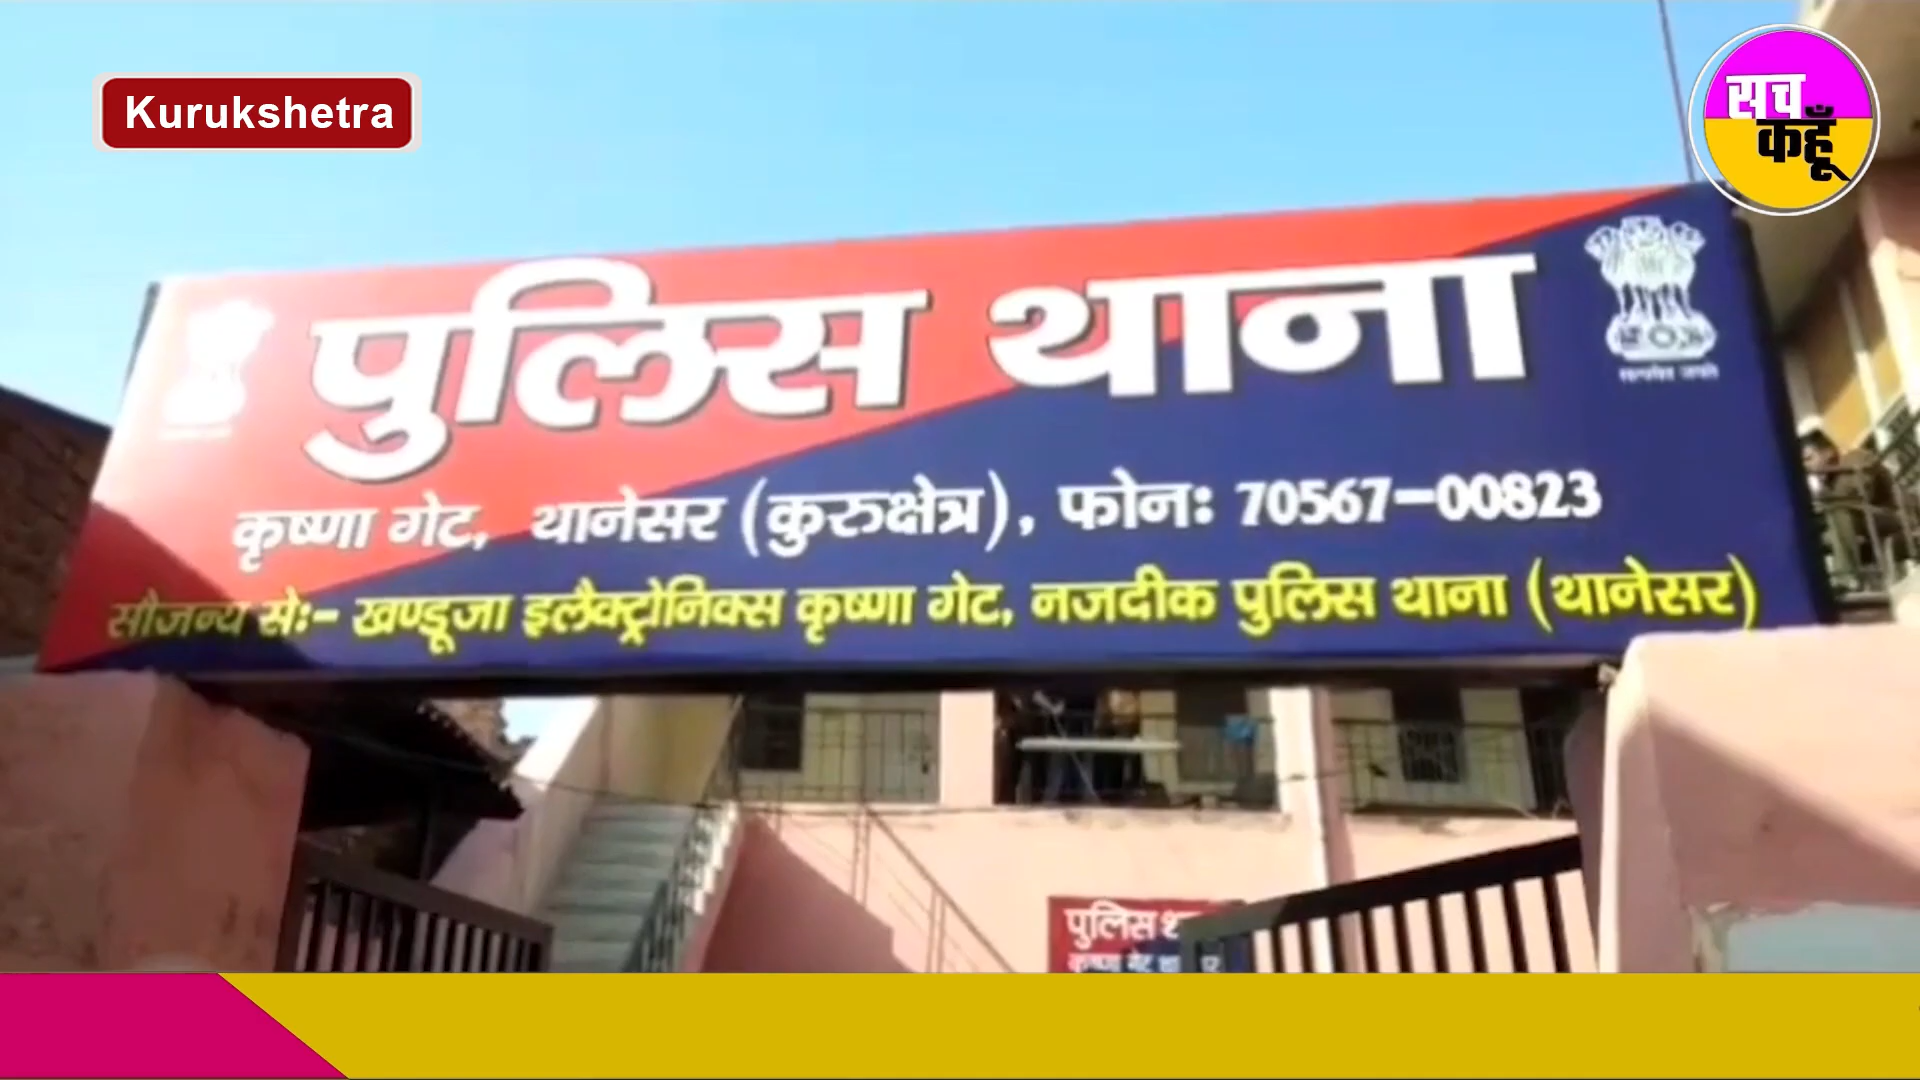 Kurukshetra
सच
कहूँ
पुलिस थाना
कृष्णा गेट, थानेसर (कुरुक्षेत्र), फोनः 70567-00823
सौजन्य से:- खण्डूजा इलैक्ट्रोनिक्स कृष्णा गेट, नजदीक पुलिस थाना (थानेसर)
पुलिस
कृष्णा गेट